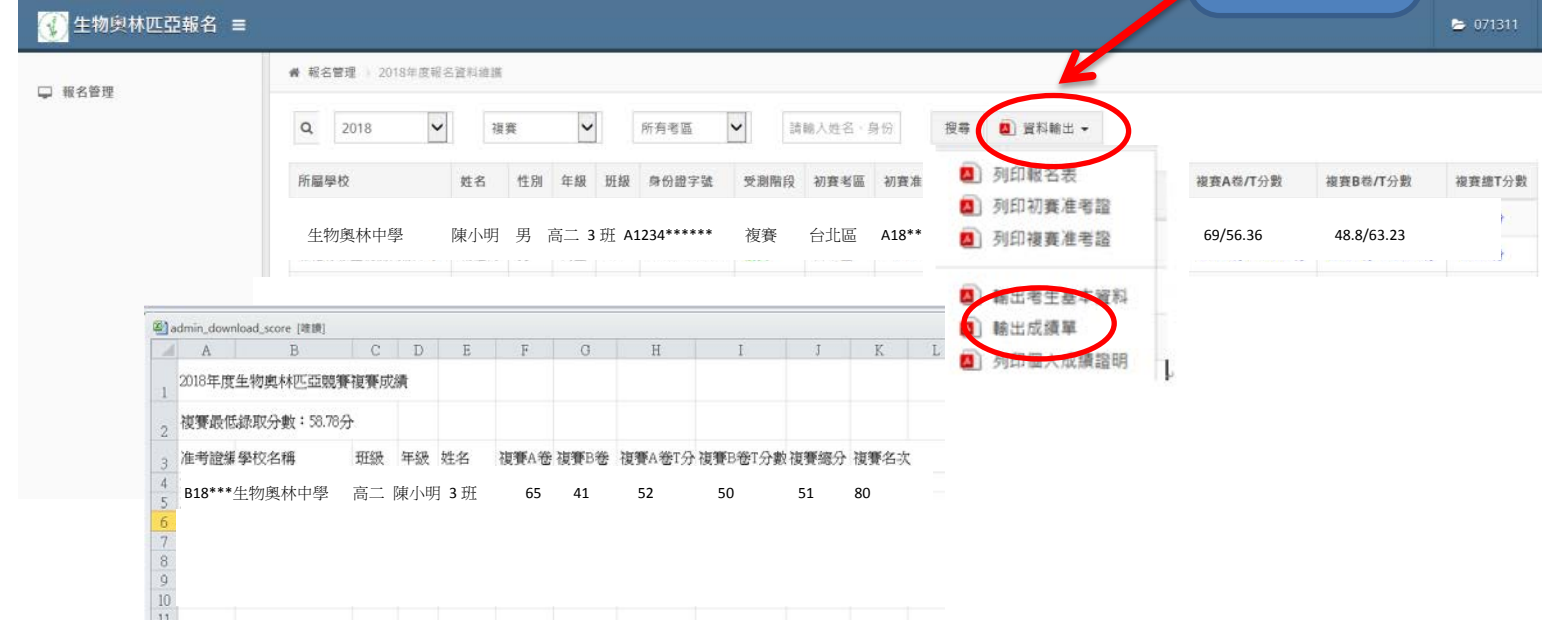 生物奧林匹亞報名
071311
報名管理
報名管理 2018年度報名資料維護
2018 複賽 所有考區 請輸入姓名、身份 搜尋 資料輸出
所屬學校 姓名 性別 年級 班級 身份證字號 受測階段 初賽考區 初賽准 複賽A卷/T分數 複賽B卷/T分數 複賽總T分數
列印報名表
列印初賽准考證
列印複賽准考證
生物奧林中學 陳小明 男 高二 3 班 A1234****** 複賽 台北區 A18** 69/56.36 48.8/63.23
輸出考生基本資料
輸出成績單
列印個人成績證明
admin_download_score [唯讀]
A B C D E F G H I J K L
1 2018年度生物奧林匹亞競賽複賽成績
2 複賽最低錄取分數：58.78分
3 准考證編 學校名稱 班級 年級 姓名 複賽A卷 複賽B卷 複賽A卷T分 複賽B卷T分數 複賽總分 複賽名次
4
B18*** 生物奧林中學 高二 陳小明 3 班 65 41 52 50 51 80
5
6
7
8
9
10
11